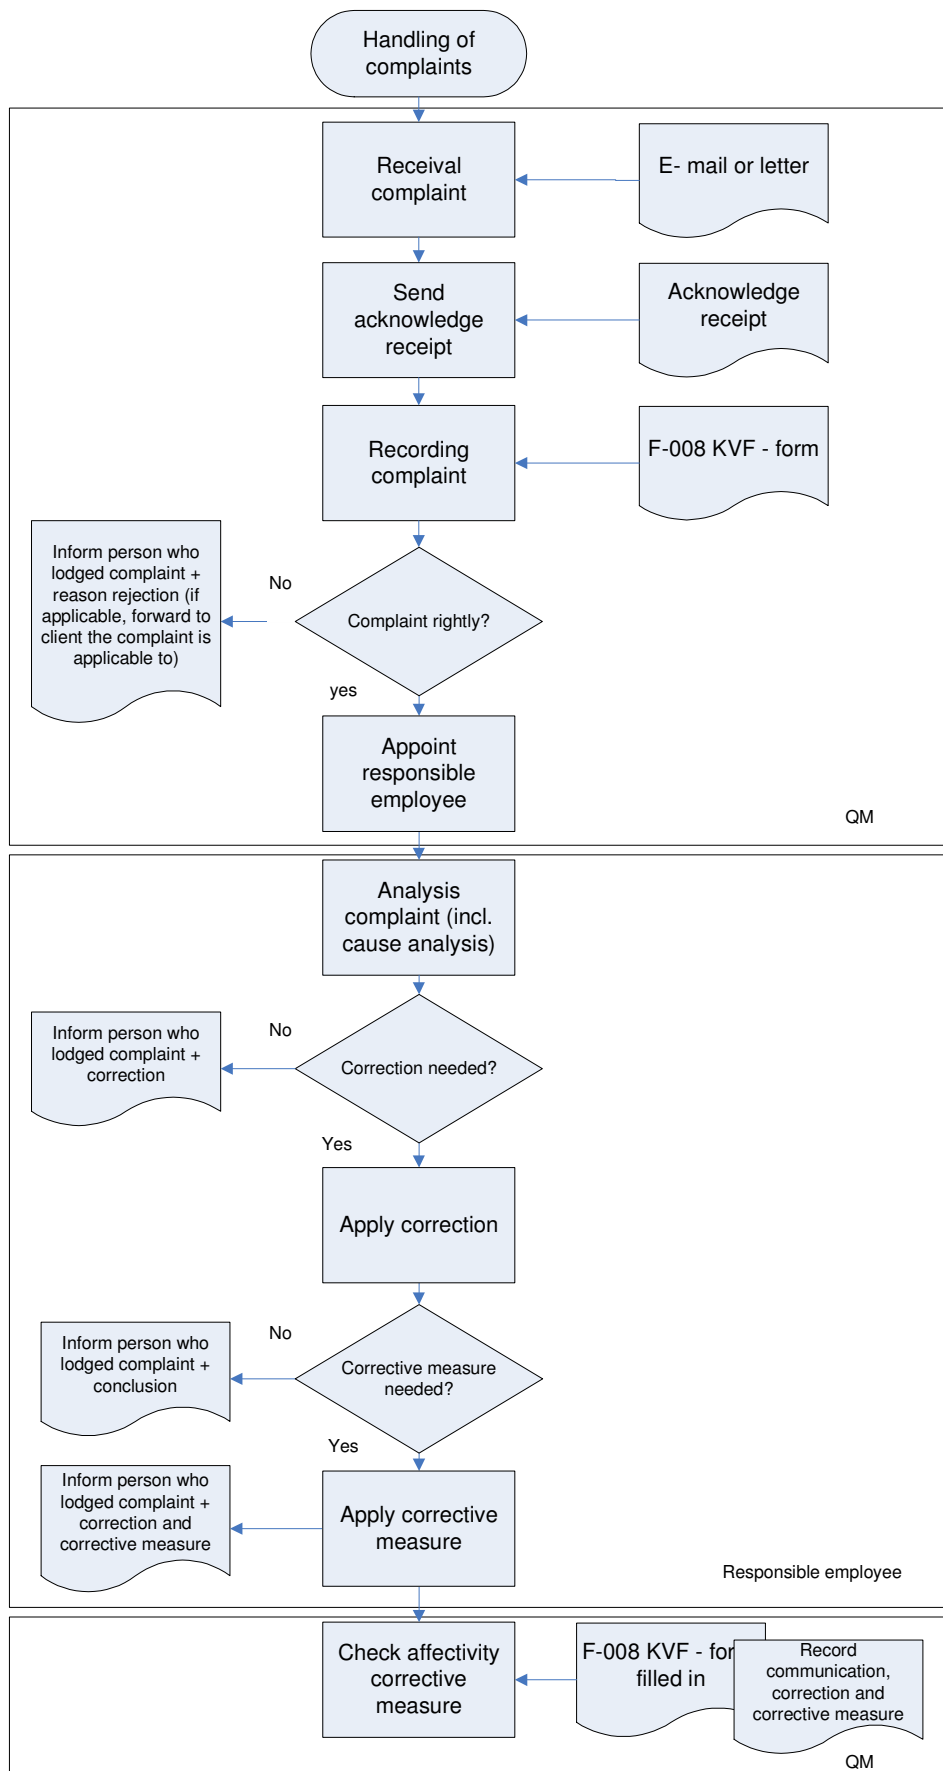 Handling of
complaints
Receival
complaint
E- mail or letter
Send
acknowledge
receipt
Acknowledge
receipt
Recording
complaint
F-008 KVF - form
Inform person who
lodged complaint +
reason rejection (if
applicable, forward to
client the complaint is
applicable to)
No
Complaint rightly?
yes
Appoint
responsible
employee
QM
Analysis
complaint (incl.
cause analysis)
Inform person who
lodged complaint +
correction
No
Correction needed?
Yes
Apply correction
Inform person who
lodged complaint +
conclusion
No
Corrective measure
needed?
Yes
Inform person who
lodged complaint +
correction and
corrective measure
Apply corrective
measure
Responsible employee
Check affectivity
corrective
measure
F-008 KVF - for
filled in
Record
communication,
correction and
corrective measure
QM